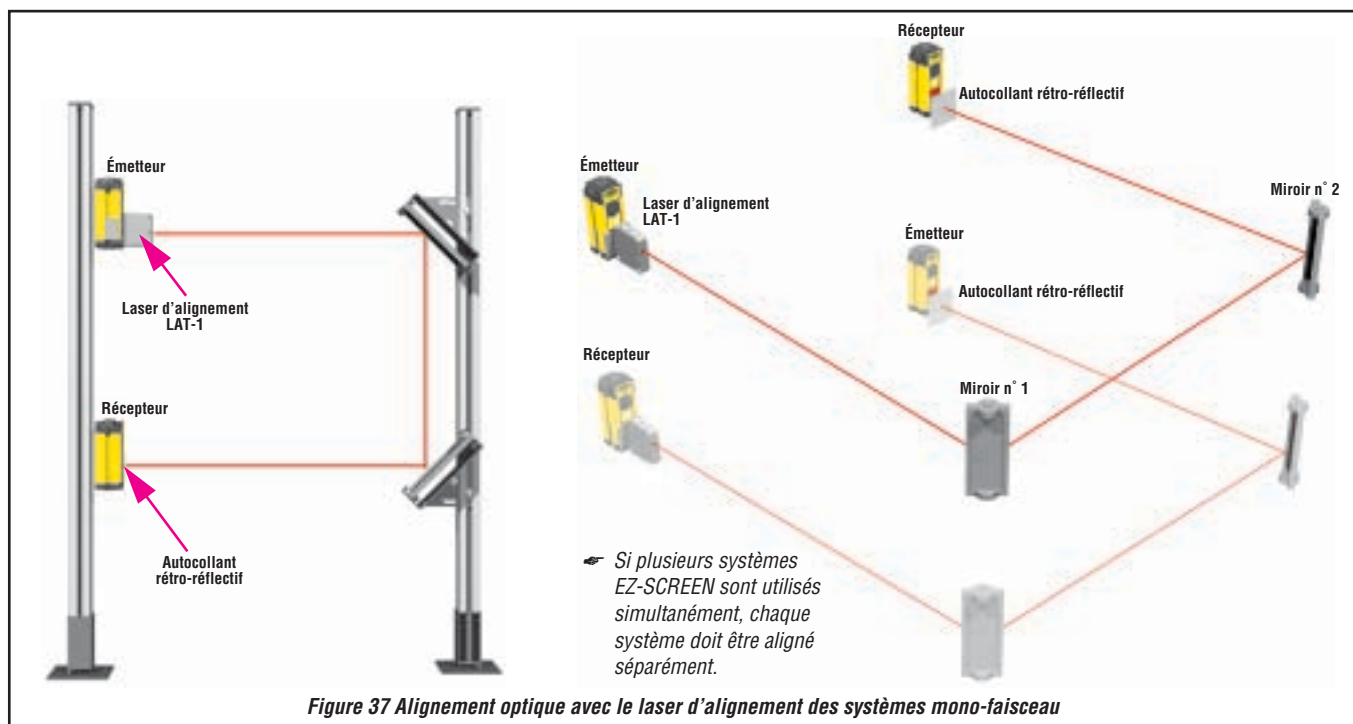 Émetteur
Laser d'alignement
LAT-1
Récepteur
Autocollant
rétro-réflectif
Récepteur
Autocollant rétro-réflectif
Émetteur
Laser d'alignement
LAT-1
Miroir n° 2
Émetteur
Autocollant rétro-réflectif
Récepteur
Miroir n° 1
☛ Si plusieurs systèmes
EZ-SCREEN sont utilisés
simultanément, chaque
système doit être aligné
séparément.
Figure 37 Alignement optique avec le laser d'alignement des systèmes mono-faisceau